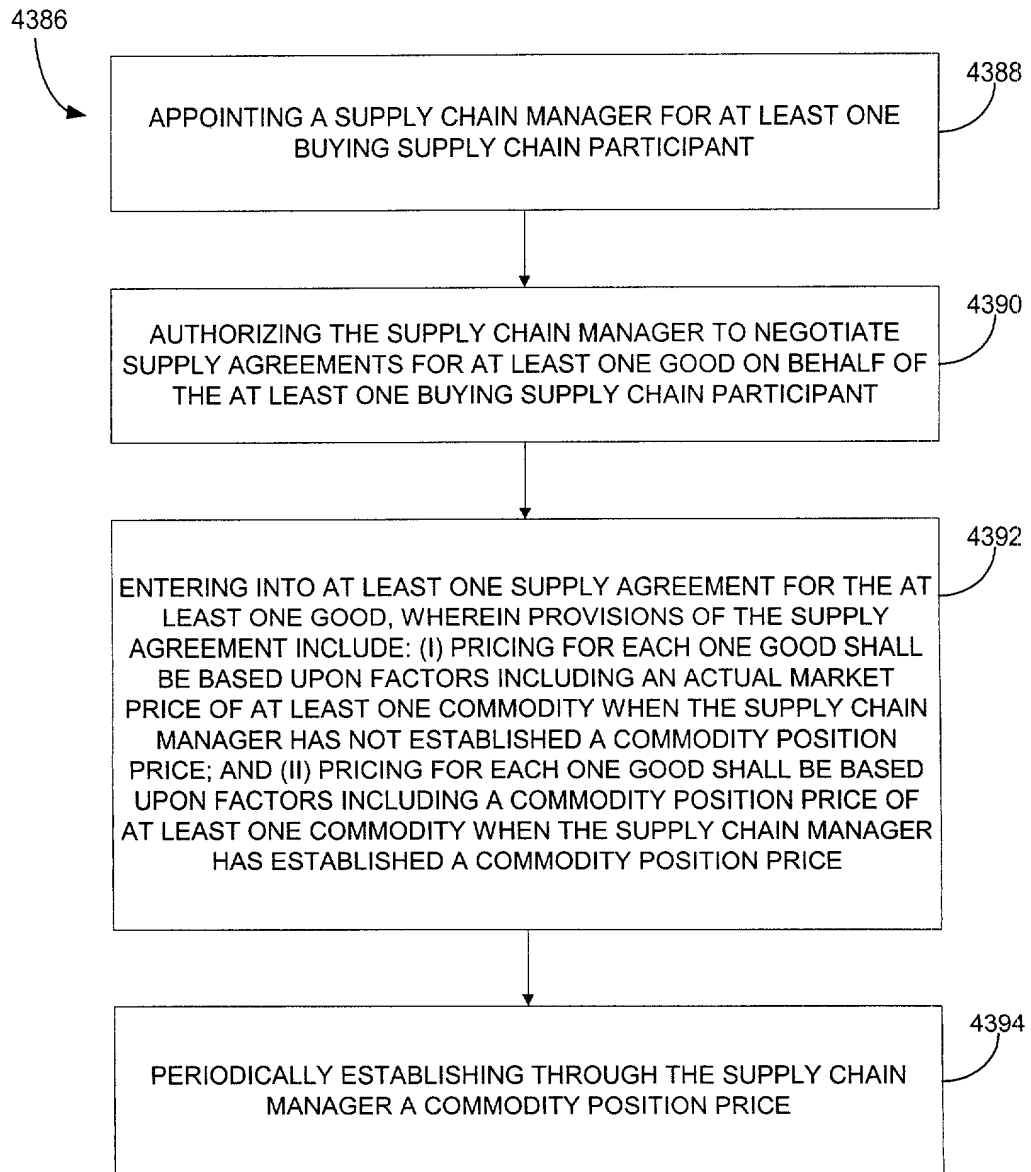 4386
4388
APPOINTING A SUPPLY CHAIN MANAGER FOR AT LEAST ONE
BUYING SUPPLY CHAIN PARTICIPANT
4390
AUTHORIZING THE SUPPLY CHAIN MANAGER TO NEGOTIATE
SUPPLY AGREEMENTS FOR AT LEAST ONE GOOD ON BEHALF OF
THE AT LEAST ONE BUYING SUPPLY CHAIN PARTICIPANT
4392
ENTERING INTO AT LEAST ONE SUPPLY AGREEMENT FOR THE AT
LEAST ONE GOOD, WHEREIN PROVISIONS OF THE SUPPLY
AGREEMENT INCLUDE: (I) PRICING FOR EACH ONE GOOD SHALL
BE BASED UPON FACTORS INCLUDING AN ACTUAL MARKET
PRICE OF AT LEAST ONE COMMODITY WHEN THE SUPPLY CHAIN
MANAGER HAS NOT ESTABLISHED A COMMODITY POSITION
PRICE; AND (II) PRICING FOR EACH ONE GOOD SHALL BE BASED
UPON FACTORS INCLUDING A COMMODITY POSITION PRICE OF
AT LEAST ONE COMMODITY WHEN THE SUPPLY CHAIN MANAGER
HAS ESTABLISHED A COMMODITY POSITION PRICE
4394
PERIODICALLY ESTABLISHING THROUGH THE SUPPLY CHAIN
MANAGER A COMMODITY POSITION PRICE